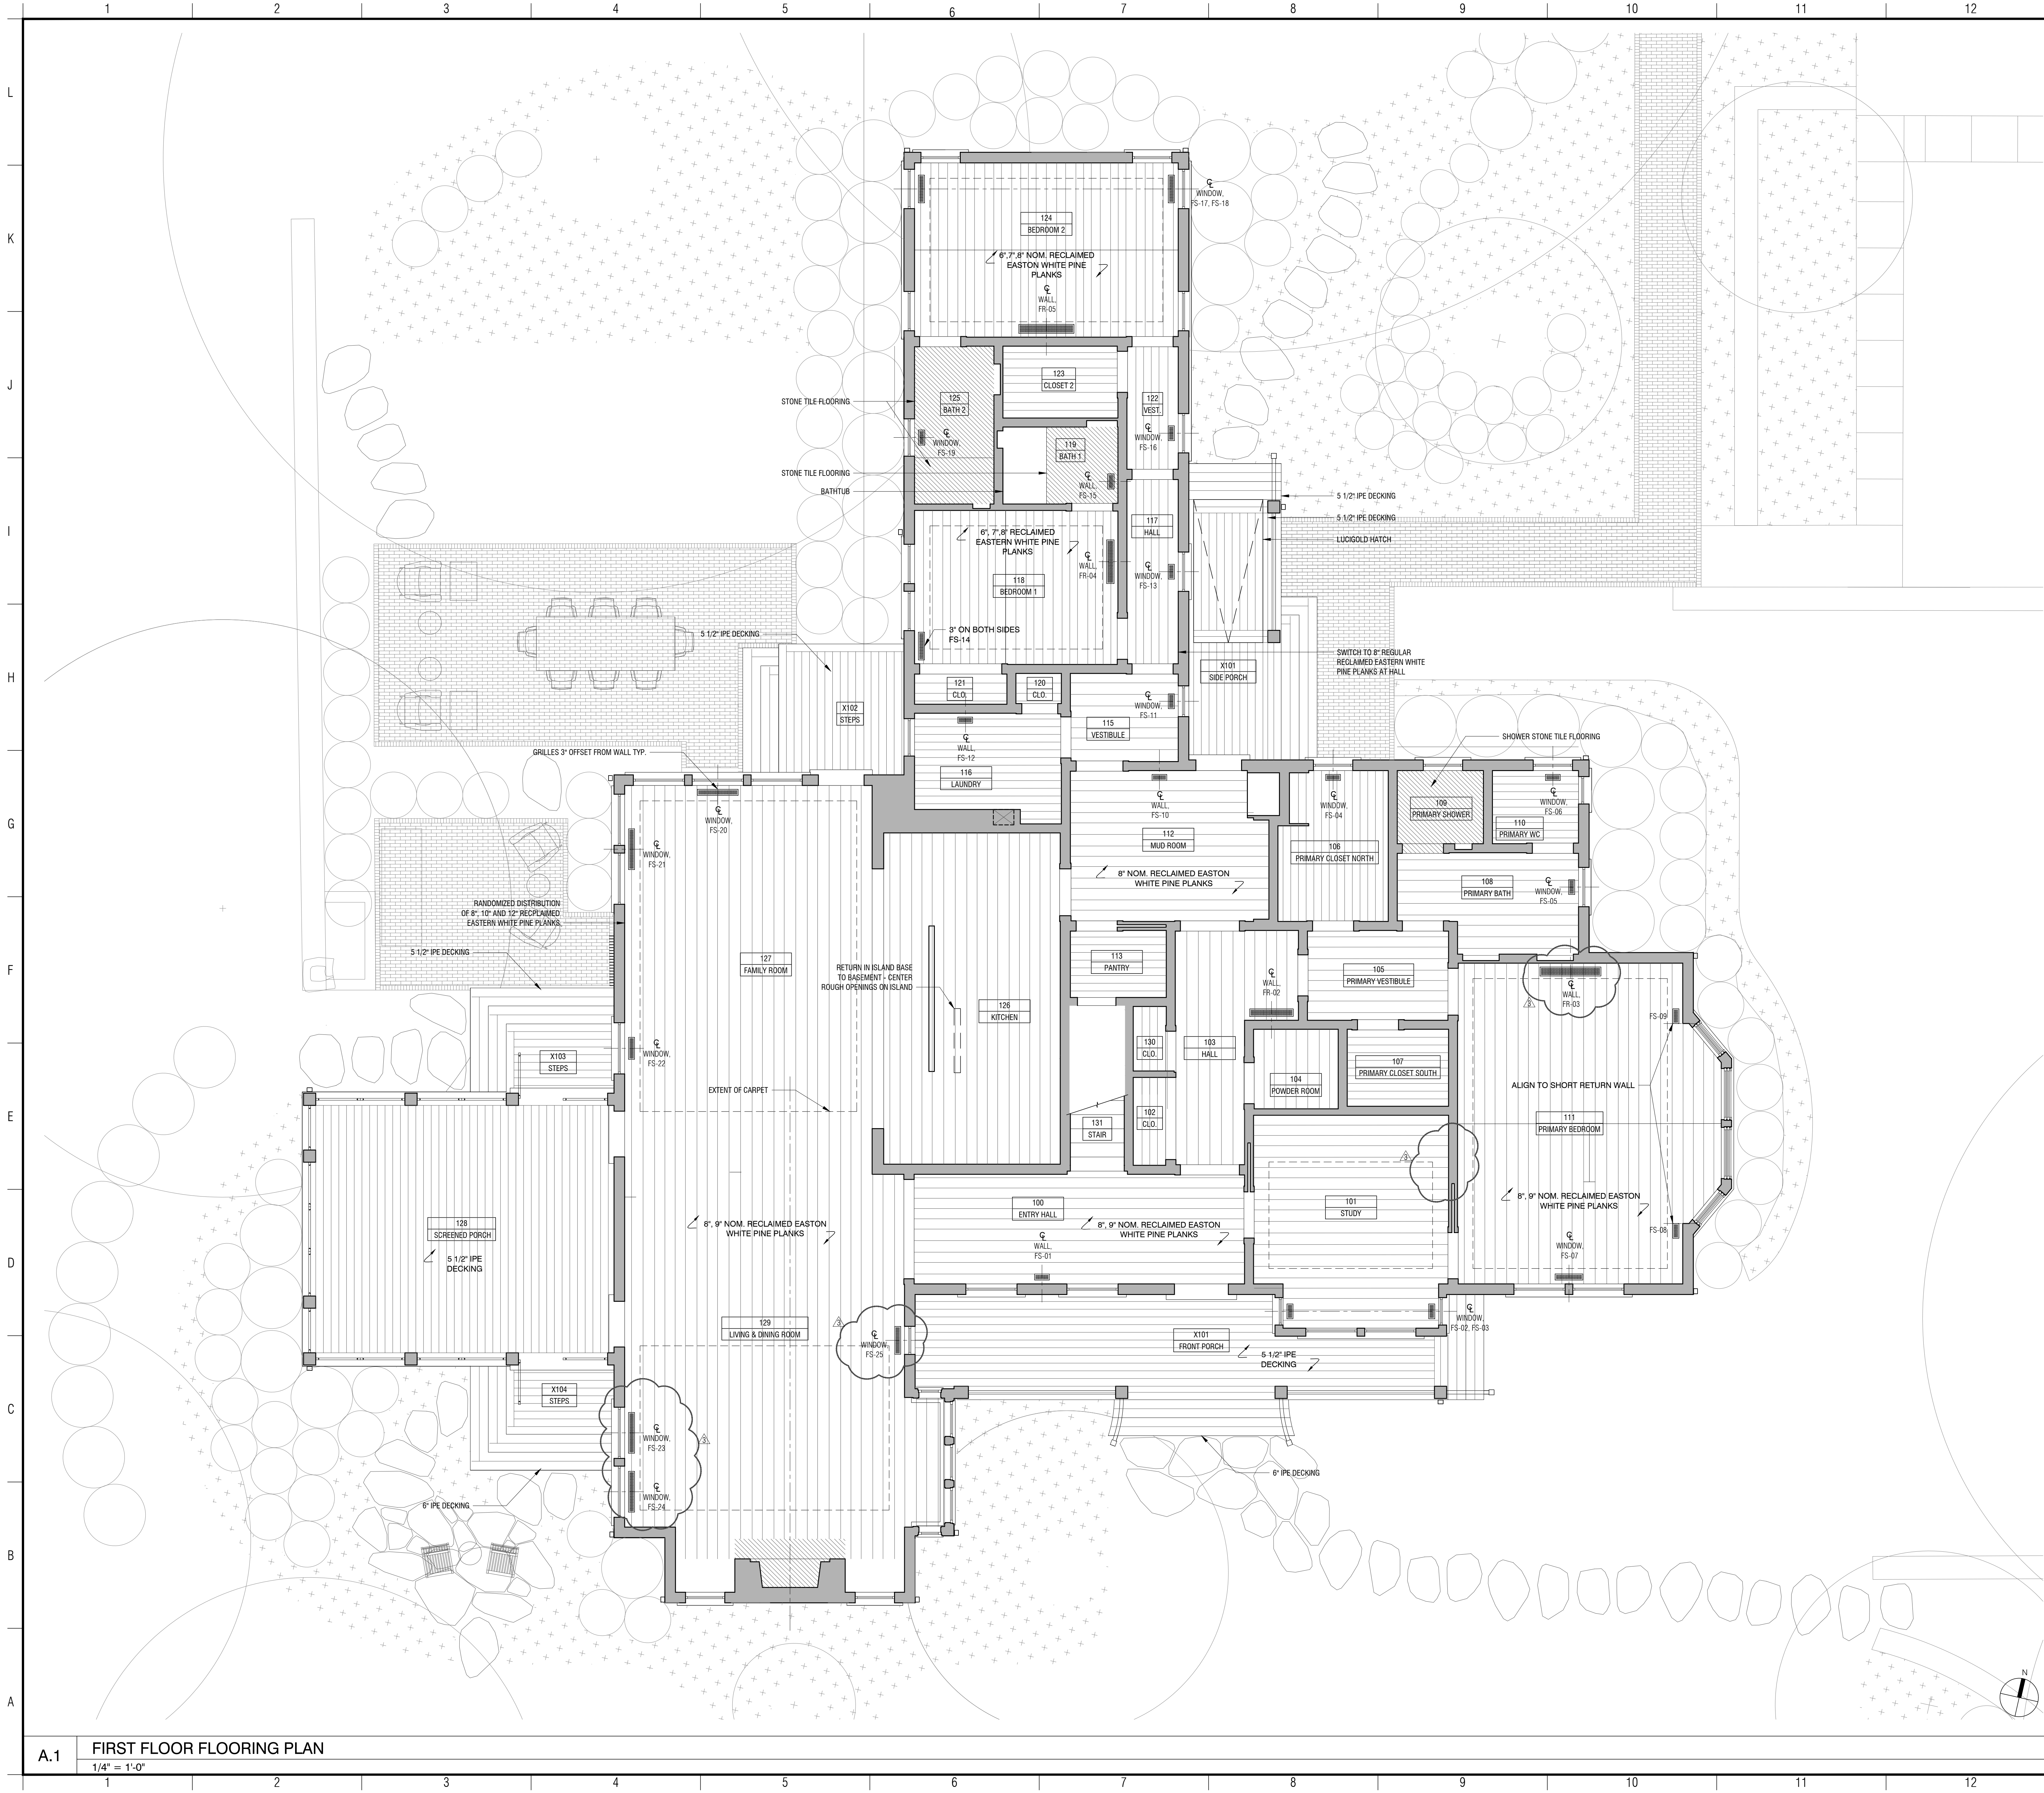 1 2 3 4 5 6 7 8 9 10 11 12
L
K
J
I
H
G
F
E
D
C
B
A
℄
WINDOW,
FS-17, FS-18
124
BEDROOM 2
6",7",8" NOM. RECLAIMED
EASTON WHITE PINE
PLANKS
℄
WALL,
FR-05
123
CLOSET 2
STONE TILE FLOORING
125
BATH 2
℄
WINDOW,
FS-19
122
VEST.
℄
WINDOW,
FS-16
119
BATH 1
STONE TILE FLOORING
BATHTUB
℄
WALL,
FS-15
5 1/2" IPE DECKING
5 1/2" IPE DECKING
LUCIGOLD HATCH
117
HALL
6", 7",8" RECLAIMED
EASTERN WHITE PINE
PLANKS
℄
WALL,
FR-04
℄
WINDOW,
FS-13
118
BEDROOM 1
3" ON BOTH SIDES
FS-14
5 1/2" IPE DECKING
SWITCH TO 8" REGULAR
RECLAIMED EASTERN WHITE
PINE PLANKS AT HALL
X101
SIDE PORCH
121
CLO.
120
CLO.
X102
STEPS
℄
WINDOW,
FS-11
115
VESTIBULE
℄
WALL,
FS-12
116
LAUNDRY
GRILLES 3" OFFSET FROM WALL TYP.
SHOWER STONE TILE FLOORING
℄
WINDOW,
FS-20
℄
WINDOW,
FS-21
℄
WALL,
FS-10
112
MUD ROOM
8" NOM. RECLAIMED EASTON
WHITE PINE PLANKS
℄
WINDOW,
FS-04
106
PRIMARY CLOSET NORTH
109
PRIMARY SHOWER
℄
WINDOW,
FS-06
110
PRIMARY WC
108
PRIMARY BATH
℄
WINDOW,
FS-05
RANDOMIZED DISTRIBUTION
OF 8", 10" AND 12" RECPLAIMED
EASTERN WHITE PINE PLANKS
5 1/2" IPE DECKING
127
FAMILY ROOM
RETURN IN ISLAND BASE
TO BASEMENT - CENTER
ROUGH OPENINGS ON ISLAND
126
KITCHEN
113
PANTRY
℄
WALL,
FR-02
105
PRIMARY VESTIBULE
℄
WALL,
FR-03
3
FS-09
X103
STEPS
℄
WINDOW,
FS-22
130
CLO.
103
HALL
104
POWDER ROOM
107
PRIMARY CLOSET SOUTH
ALIGN TO SHORT RETURN WALL
EXTENT OF CARPET
102
CLO.
131
STAIR
111
PRIMARY BEDROOM
3
8", 9" NOM. RECLAIMED EASTON
WHITE PINE PLANKS
FS-08
℄
WINDOW,
FS-07
101
STUDY
100
ENTRY HALL
8", 9" NOM. RECLAIMED EASTON
WHITE PINE PLANKS
℄
WALL,
FS-01
128
SCREENED PORCH
5 1/2" IPE
DECKING
8", 9" NOM. RECLAIMED EASTON
WHITE PINE PLANKS
129
LIVING & DINING ROOM
3
℄
WINDOW,
FS-25
℄
WINDOW,
FS-02, FS-03
X101
FRONT PORCH
5 1/2" IPE
DECKING
X104
STEPS
℄
WINDOW,
FS-23
3
℄
WINDOW,
FS-24
6" IPE DECKING
6" IPE DECKING
N
A.1
FIRST FLOOR FLOORING PLAN
1/4" = 1'-0"
1 2 3 4 5 6 7 8 9 10 11 12